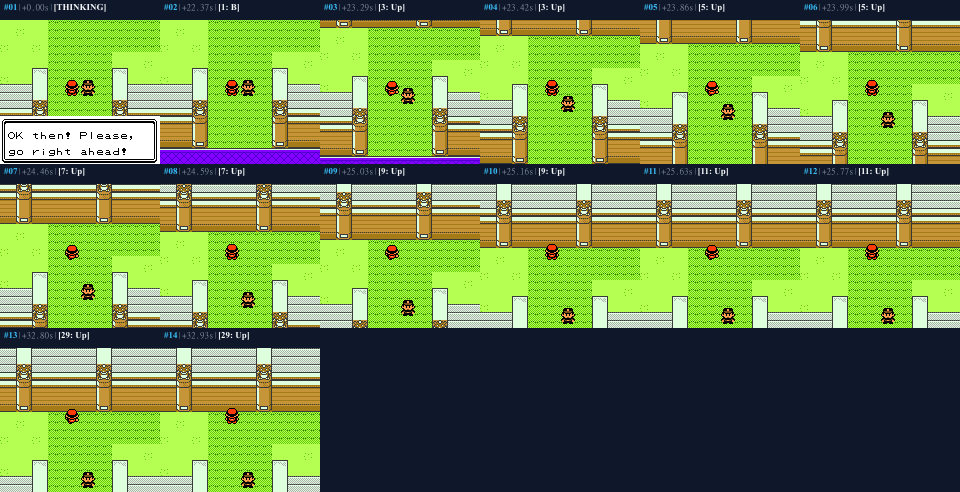 #01 | +0.00s | [THINKING]
#02 | +22.37s | [1: B]
#03 | +23.29s | [3: Up]
#04 | +23.42s | [3: Up]
#05 | +23.86s | [5: Up]
#06 | +23.99s | [5: Up]
OK then! Please,
go right ahead!
#07 | +24.46s | [7: Up]
#08 | +24.59s | [7: Up]
#09 | +25.03s | [9: Up]
#10 | +25.16s | [9: Up]
#11 | +25.63s | [11: Up]
#12 | +25.77s | [11: Up]
#13 | +32.80s | [29: Up]
#14 | +32.93s | [29: Up]